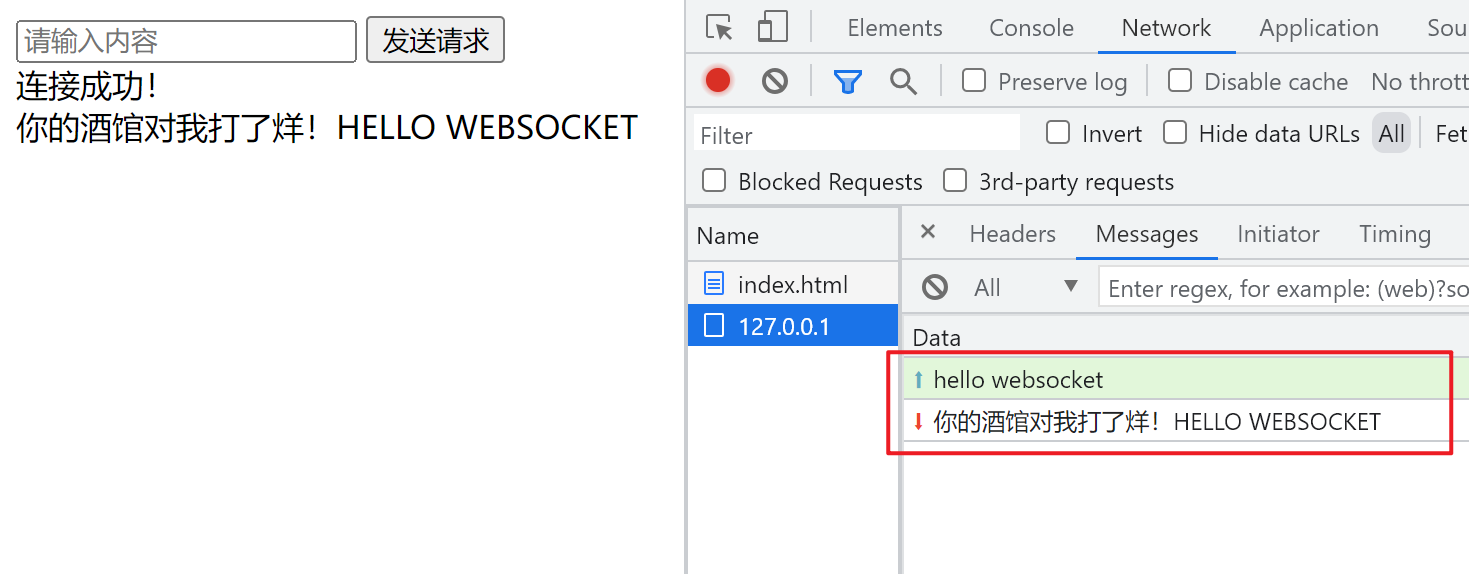 请输入内容 发送请求
连接成功！
你的酒馆对我打了烊！HELLO WEBSOCKET
Elements Console Network Application Sou
Preserve log Disable cache No thrott
Filter Invert Hide data URLs All Fet
Blocked Requests 3rd-party requests
Name
index.html
127.0.0.1
× Headers Messages Initiator Timing
All ▼ Enter regex, for example: (web)?so
Data
hello websocket
你的酒馆对我打了烊！HELLO WEBSOCKET